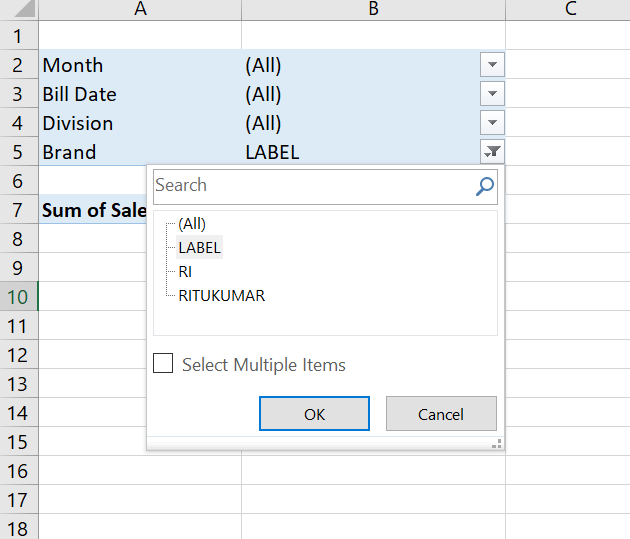 A B C
1
2 Month (All)
3 Bill Date (All)
4 Division (All)
5 Brand LABEL
6
Search
7 Sum of Sale
(All)
8
LABEL
9
RI
10
RITUKUMAR
11
12
Select Multiple Items
13
14
OK Cancel
15
16
17
18